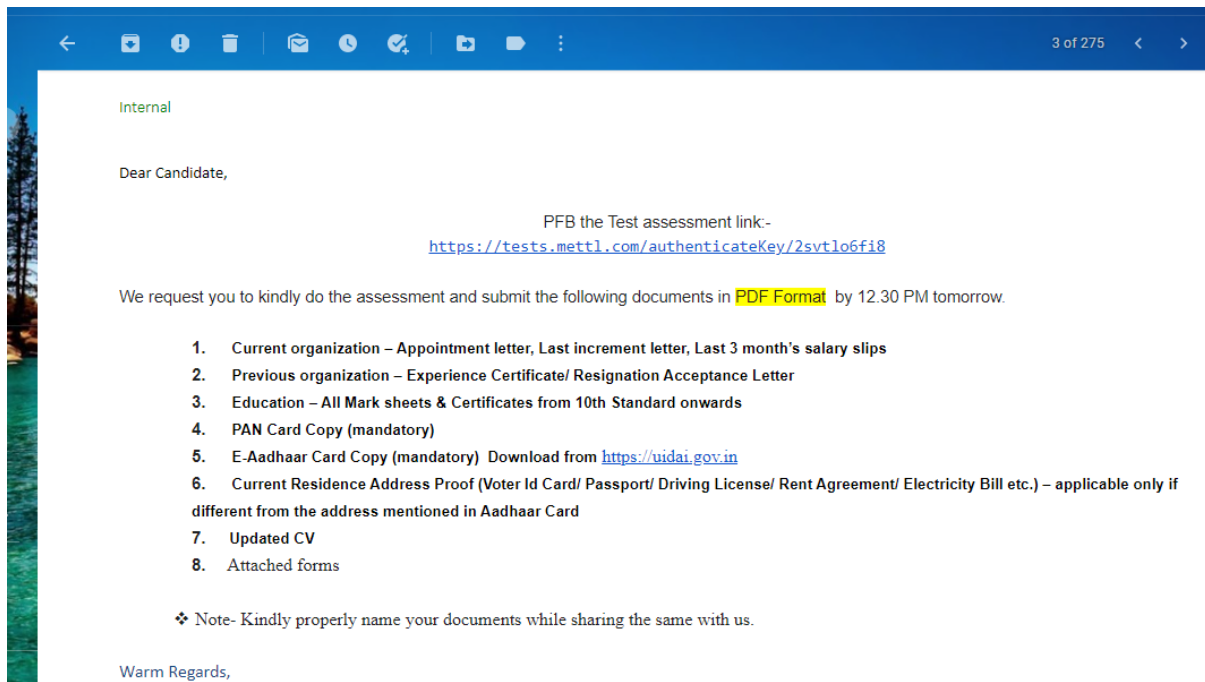 3 of 275
Internal
Dear Candidate,
PFB the Test assessment link:-
https://tests.mettl.com/authenticateKey/2svtlo6fi8
We request you to kindly do the assessment and submit the following documents in PDF Format by 12.30 PM tomorrow.
1. Current organization – Appointment letter, Last increment letter, Last 3 month's salary slips
2. Previous organization – Experience Certificate/ Resignation Acceptance Letter
3. Education – All Mark sheets & Certificates from 10th Standard onwards
4. PAN Card Copy (mandatory)
5. E-Aadhaar Card Copy (mandatory) Download from https://uidai.gov.in
6. Current Residence Address Proof (Voter Id Card/ Passport/ Driving License/ Rent Agreement/ Electricity Bill etc.) – applicable only if
different from the address mentioned in Aadhaar Card
7. Updated CV
8. Attached forms
❖ Note- Kindly properly name your documents while sharing the same with us.
Warm Regards,